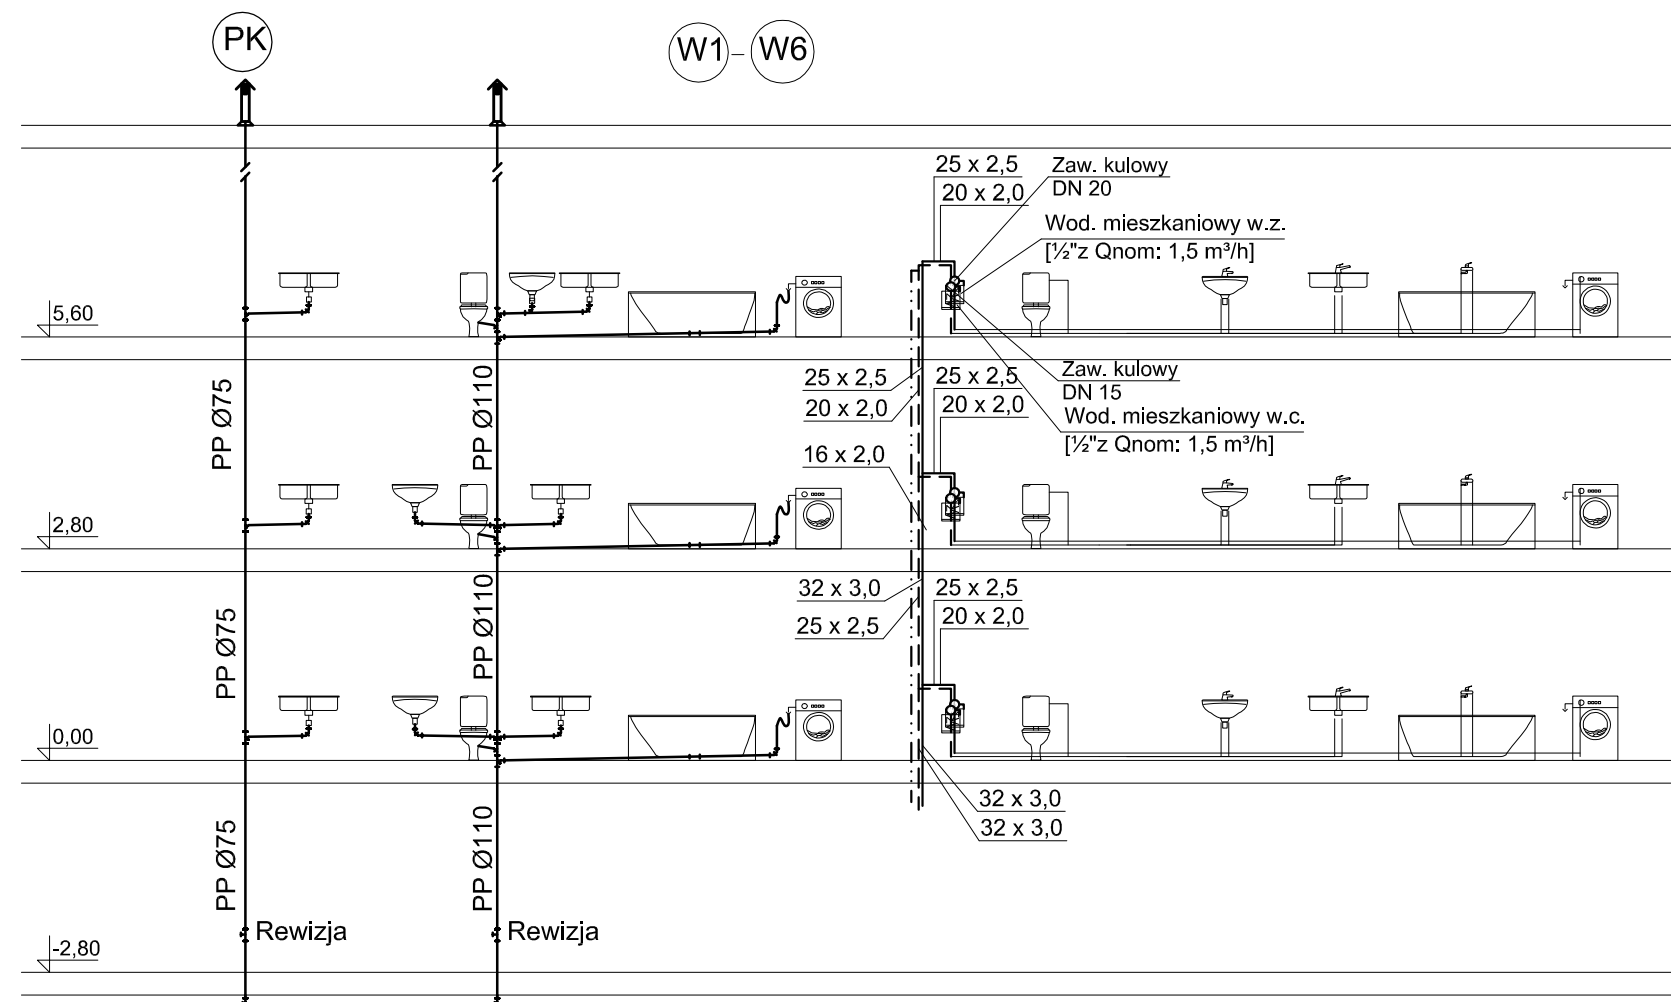 PK
W1 - W6
25 x 2,5
20 x 2,0
Zaw. kulowy
DN 20
Wod. mieszkaniowy w.z.
[½"z Qnom: 1,5 m³/h]
5,60
PP Ø75
PP Ø110
25 x 2,5
20 x 2,0
25 x 2,5
20 x 2,0
Zaw. kulowy
DN 15
Wod. mieszkaniowy w.c.
[½"z Qnom: 1,5 m³/h]
16 x 2,0
2,80
PP Ø75
PP Ø110
32 x 3,0
25 x 2,5
25 x 2,5
20 x 2,0
0,00
32 x 3,0
32 x 3,0
PP Ø75
PP Ø110
Rewizja
Rewizja
-2,80